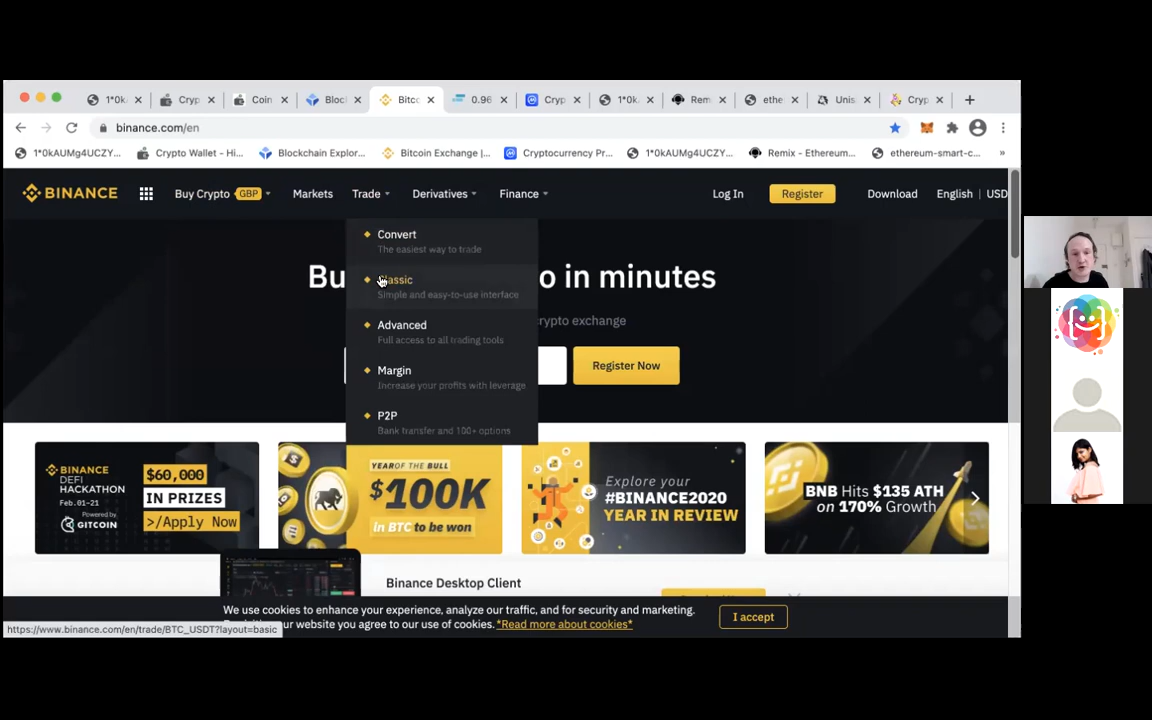 1*0k
Cryp
Coin
Bloc
Bitco
0.96
Cryp
1*0k
Rem
ethe
Unis
Cryp
binance.com/en
1*0kAUMg4UCZY...
Crypto Wallet - Hi...
Blockchain Explor...
Bitcoin Exchange |...
Cryptocurrency Pr...
1*0kAUMg4UCZY...
Remix - Ethereum...
ethereum-smart-c...
»
BINANCE
Buy Crypto GBP
Markets
Trade
Derivatives
Finance
Log In
Register
Download
English | USD
Convert
The easiest way to trade
Classic
Simple and easy-to-use interface
Advanced
Full access to all trading tools
Margin
Increase your profits with leverage
P2P
Bank transfer and 100+ options
Bu o in minutes
crypto exchange
Register Now
BINANCE
DEFI
HACKATHON
Feb.01-21
Powered by
GITCOIN
$60,000
IN PRIZES
>/Apply Now
YEAR OF THE BULL
$100K
in BTC to be won
Explore your
#BINANCE2020
YEAR IN REVIEW
BNB Hits $135 ATH
on 170% Growth
Binance Desktop Client
We use cookies to enhance your experience, analyze our traffic, and for security and marketing.
our website you agree to our use of cookies. *Read more about cookies*
I accept
https://www.binance.com/en/trade/BTC_USDT?layout=basic